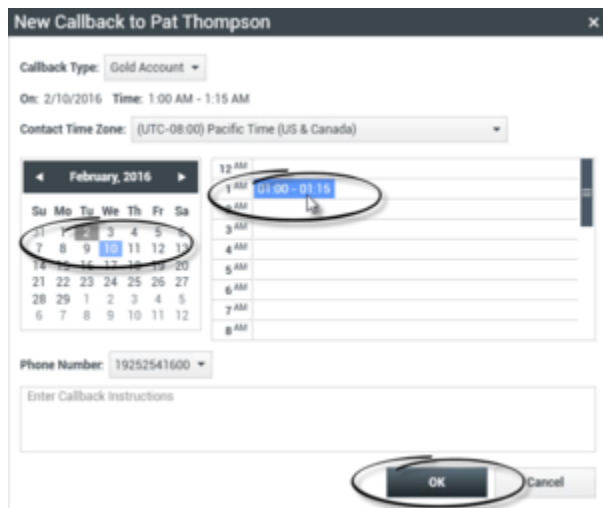 New Callback to Pat Thompson ×
Callback Type: Gold Account
On: 2/10/2016 Time: 1:00 AM - 1:15 AM
Contact Time Zone: (UTC-08:00) Pacific Time (US & Canada)
February, 2016
Su Mo Tu We Th Fr Sa
31 1 2 3 4 5 6
7 8 9 10 11 12 13
14 15 16 17 18 19 20
21 22 23 24 25 26 27
28 29 1 2 3 4 5
6 7 8 9 10 11 12
12 AM
1 AM 01:00 - 01:15
AM
3 AM
4 AM
5 AM
6 AM
7 AM
8 AM
Phone Number: 19252541600
Enter Callback Instructions
OK Cancel